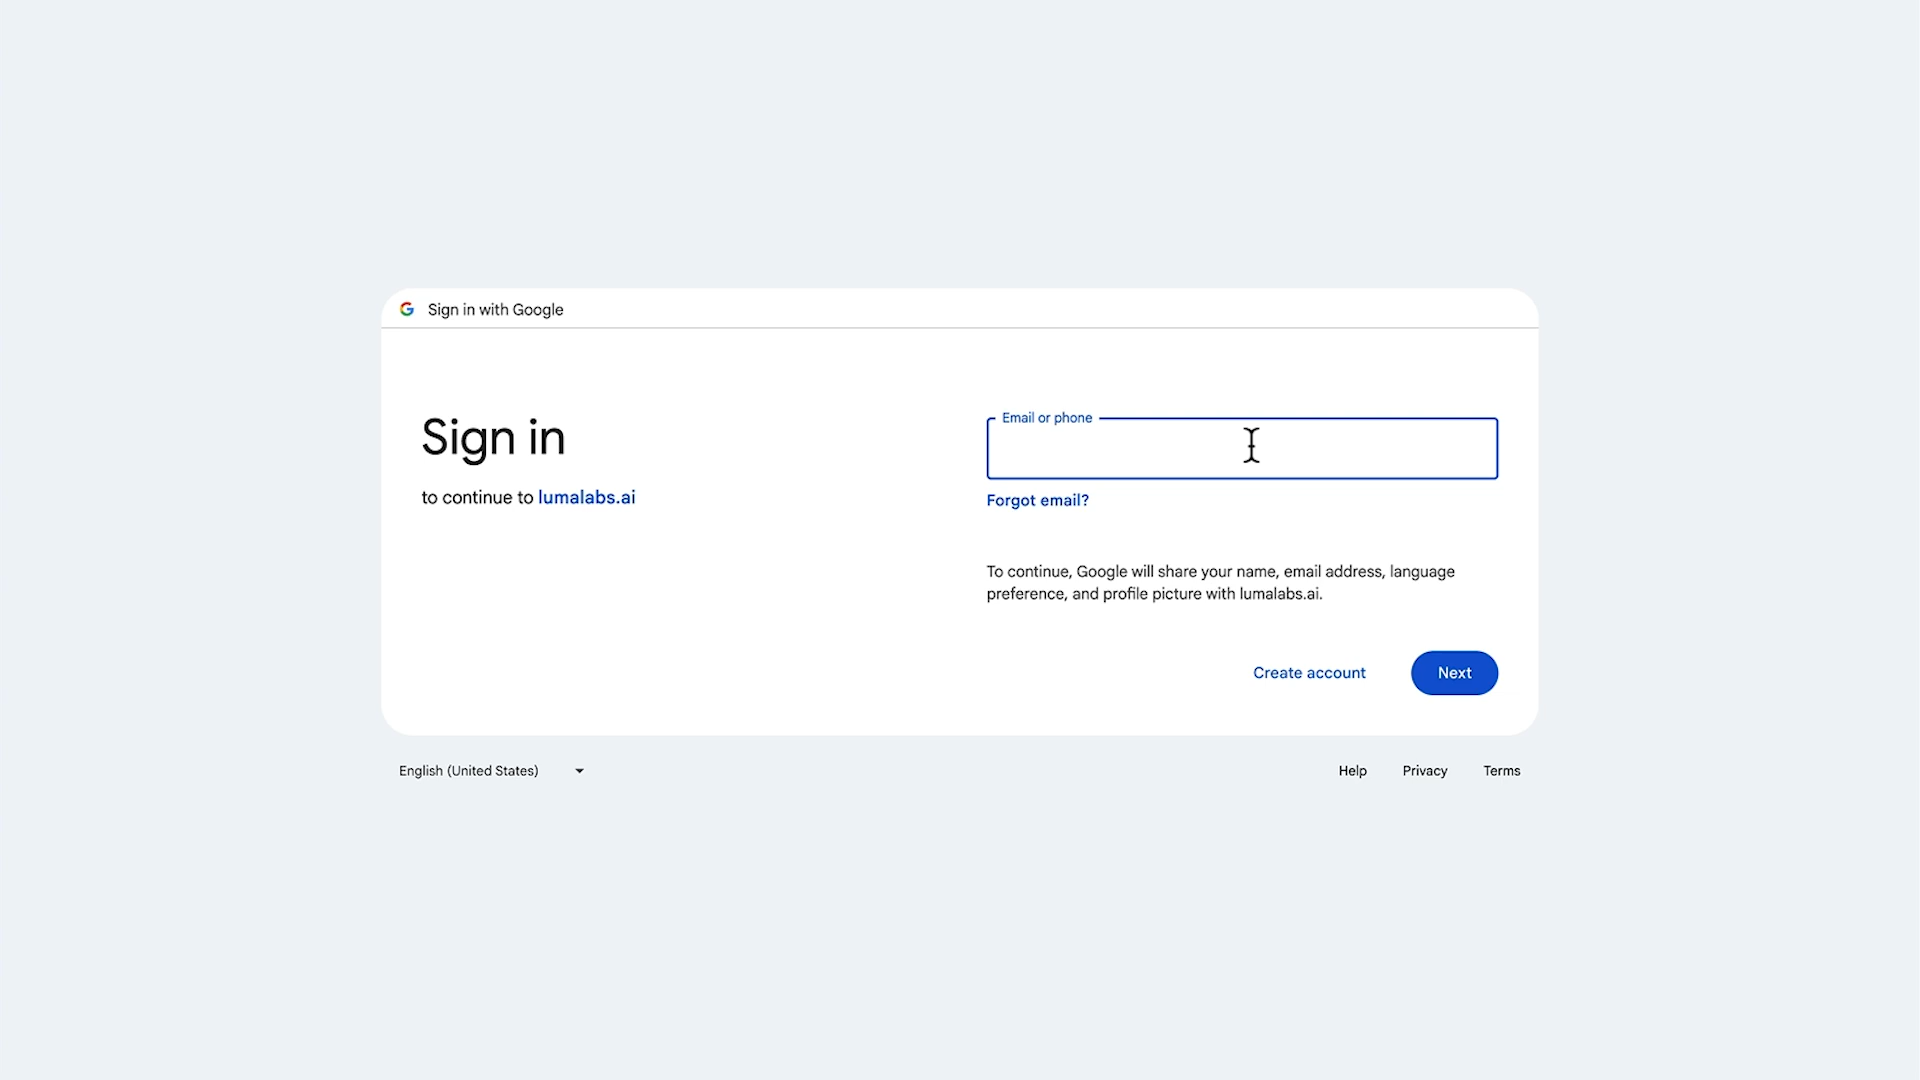 Sign in with Google
Sign in
to continue to lumalabs.ai
Email or phone
Forgot email?
To continue, Google will share your name, email address, language
preference, and profile picture with lumalabs.ai.
Create account
Next
English (United States)
Help
Privacy
Terms